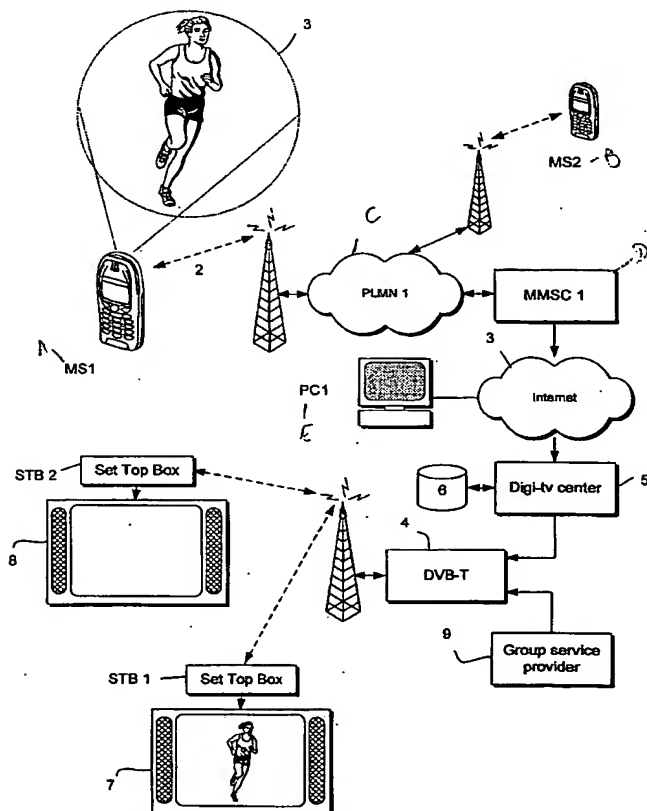 3
MS2
B
C
2
PLMN 1
MMSC 1
MS1
A
3
PC1
E
Internet
STB 2
Set Top Box
6
Digi-tv center
5
8
4
DVB-T
9
Group service
provider
STB 1
Set Top Box
7